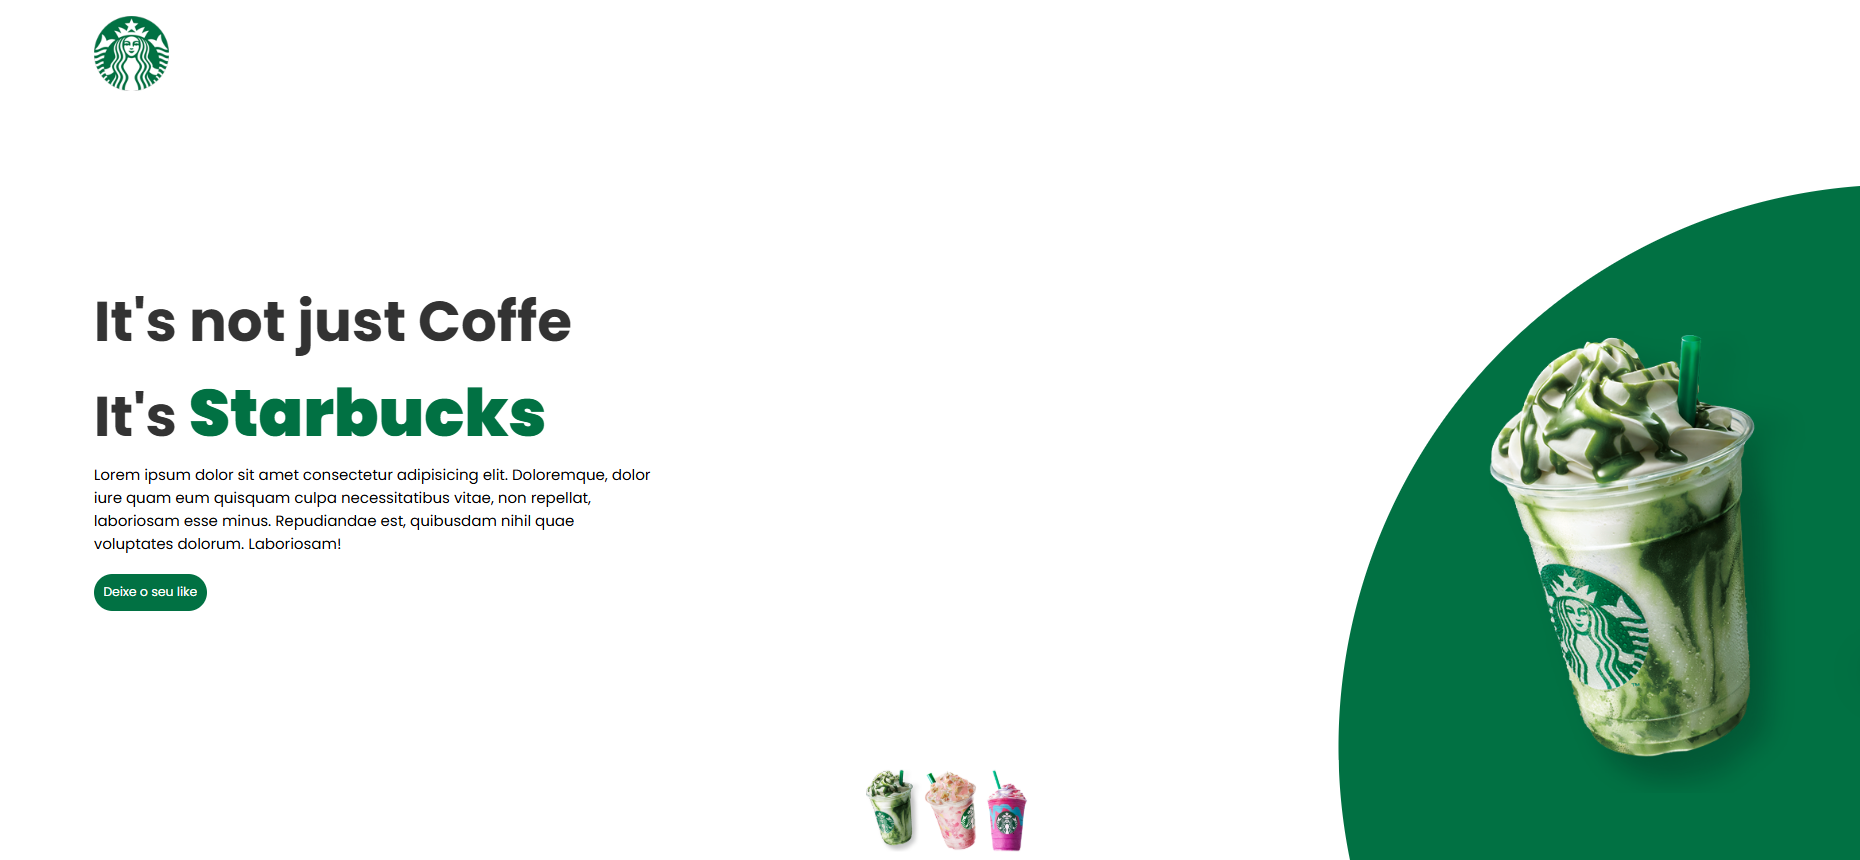 It's not just Coffe
It's Starbucks
Lorem ipsum dolor sit amet consectetur adipisicing elit. Doloremque, dolor
iure quam eum quisquam culpa necessitatibus vitae, non repellat,
laboriosam esse minus. Repudiandae est, quibusdam nihil quae
voluptates dolorum. Laboriosam!
Deixe o seu like